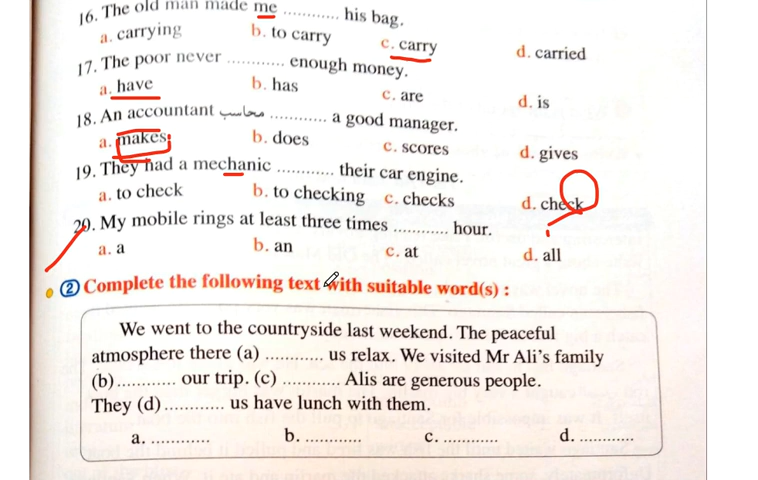 16. The old man made me ............ his bag.
a. carrying b. to carry c. carry d. carried
17. The poor never ............ enough money.
a. have b. has c. are d. is
18. An accountant محاسب ............ a good manager.
a. makes b. does c. scores d. gives
19. They had a mechanic ............ their car engine.
a. to check b. to checking c. checks d. check
20. My mobile rings at least three times ............ hour.
a. a b. an c. at d. all
2 Complete the following text with suitable word(s) :
We went to the countryside last weekend. The peaceful
atmosphere there (a) ............ us relax. We visited Mr Ali's family
(b) ............ our trip. (c) ............ Alis are generous people.
They (d) ............ us have lunch with them.
a. ............ b. ............ c. ............ d. ............